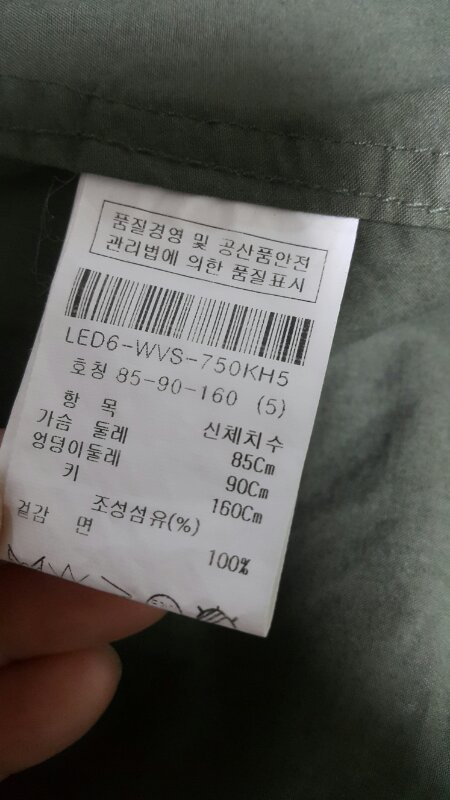 품질경영 및 공산품안전
관리법에 의한 품질표시
LED6-WVS-750KH5
호칭 85-90-160 (5)
항 목 신체치수
가슴 둘레 85Cm
엉덩이둘레 90Cm
키 160Cm
조성섬유(%)
겉감 면 100%